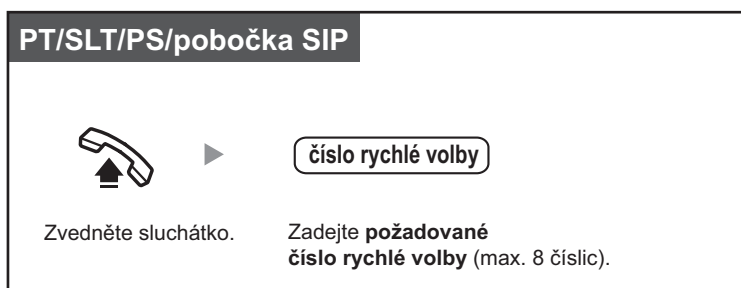 PT/SLT/PS/pobočka SIP
číslo rychlé volby
Zvedněte sluchátko.
Zadejte požadované
číslo rychlé volby (max. 8 číslic).